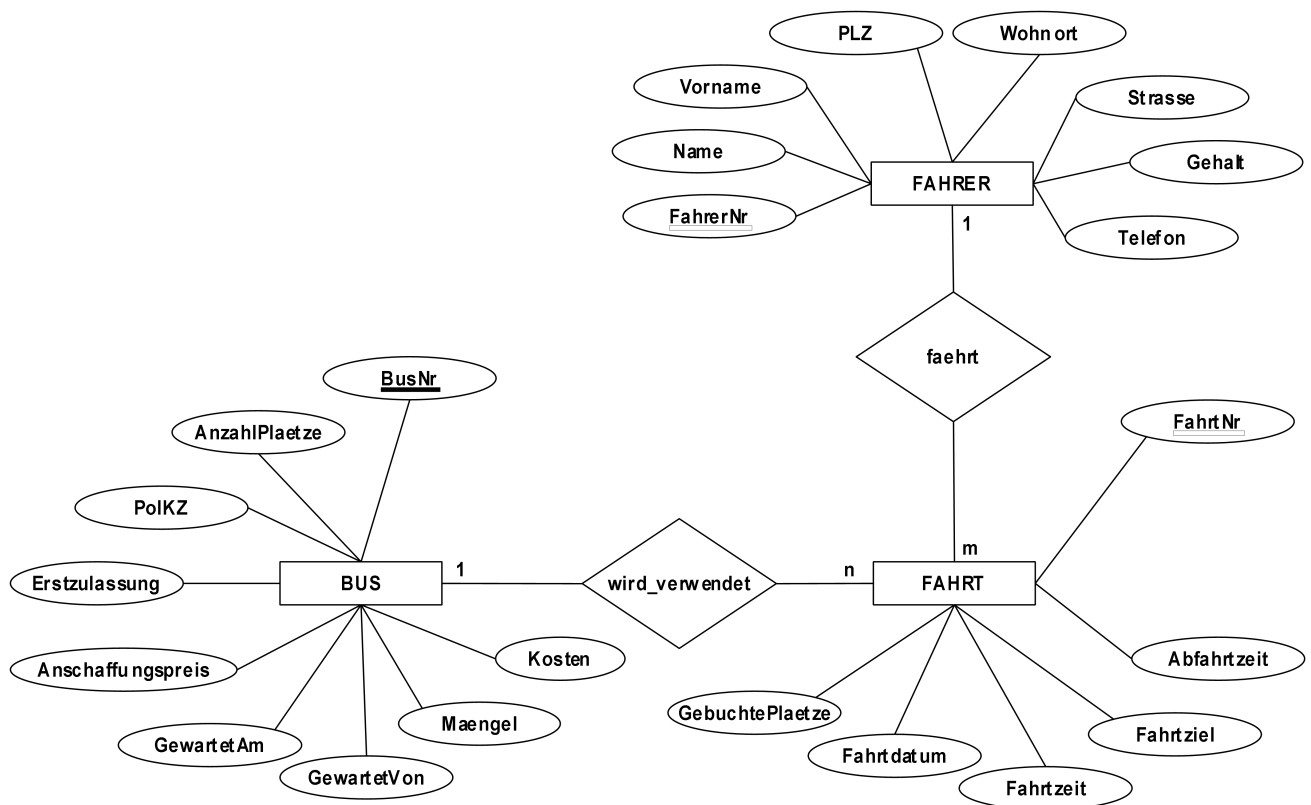 PLZ
Wohnort
Vorname
Strasse
Name
Gehalt
FAHRER
FahrerNr
Telefon
1
faehrt
BusNr
FahrtNr
AnzahlPlaetze
PolKZ
m
1
n
Erstzulassung
BUS
wird_verwendet
FAHRT
Kosten
Abfahrtzeit
Anschaffungspreis
GebuchtePlaetze
Maengel
Fahrtziel
GewartetAm
Fahrtdatum
GewartetVon
Fahrtzeit